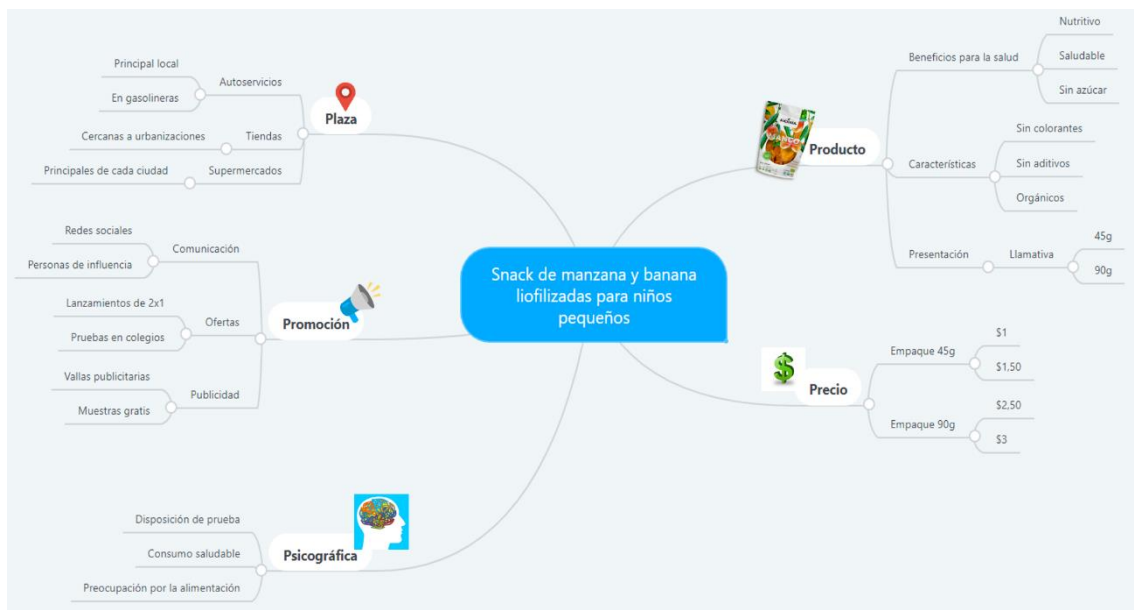 Snack de manzana y banana
liofilizadas para niños
pequeños
Plaza
Autoservicios
Principal local
En gasolineras
Tiendas
Cercanas a urbanizaciones
Supermercados
Principales de cada ciudad
Promoción
Comunicación
Redes sociales
Personas de influencia
Ofertas
Lanzamientos de 2x1
Pruebas en colegios
Publicidad
Vallas publicitarias
Muestras gratis
Psicográfica
Disposición de prueba
Consumo saludable
Preocupación por la alimentación
Producto
Beneficios para la salud
Nutritivo
Saludable
Sin azúcar
Características
Sin colorantes
Sin aditivos
Orgánicos
Presentación
Llamativa
45g
90g
Precio
Empaque 45g
$1
$1,50
Empaque 90g
$2,50
$3